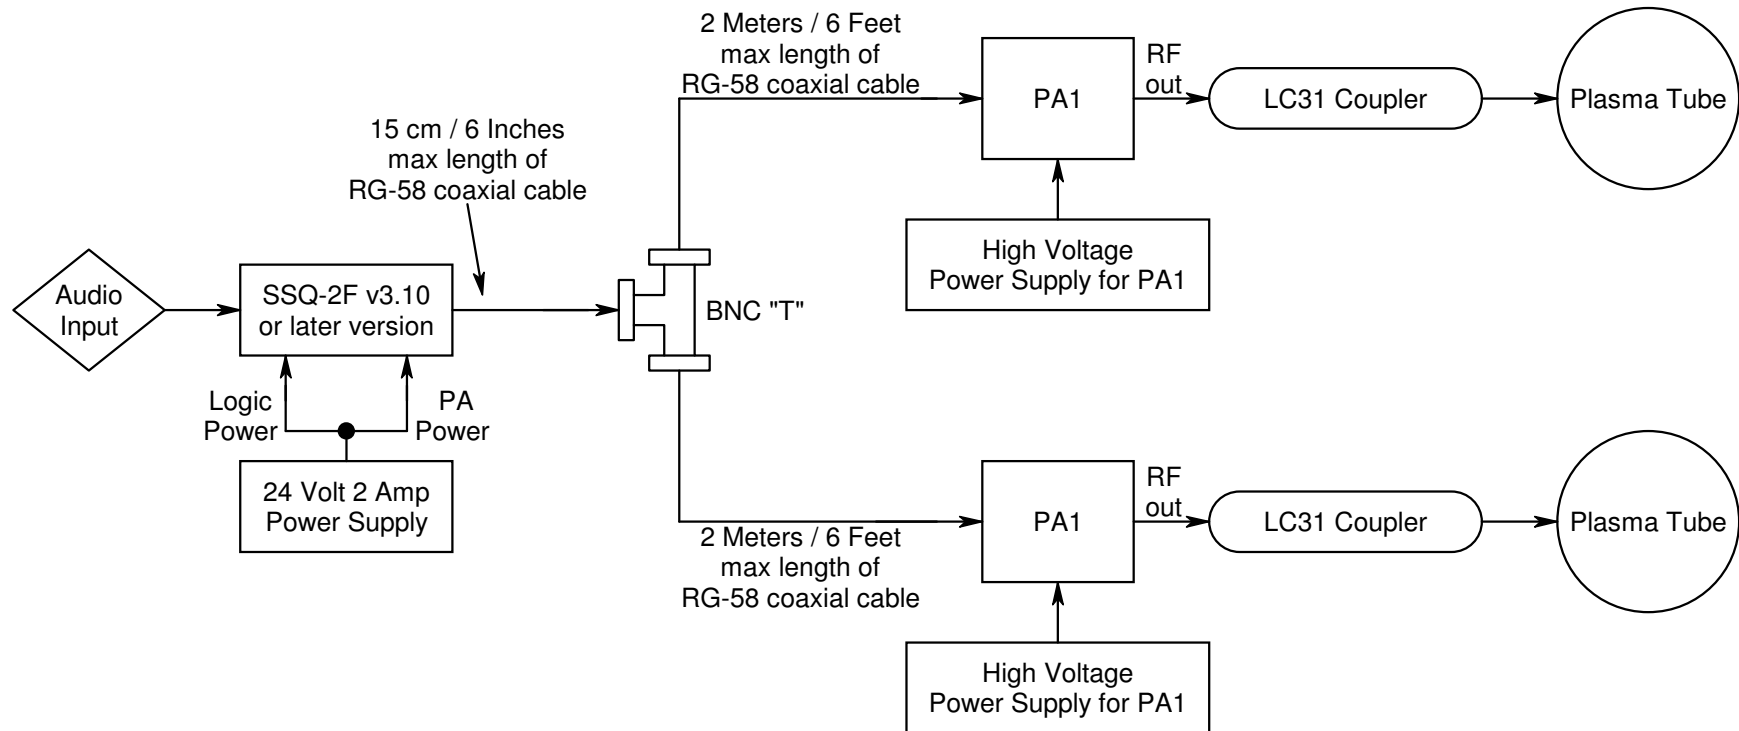 2 Meters / 6 Feet
max length of
RG-58 coaxial cable
PA1
RF
out
LC31 Coupler
Plasma Tube
15 cm / 6 Inches
max length of
RG-58 coaxial cable
High Voltage
Power Supply for PA1
Audio
Input
SSQ-2F v3.10
or later version
BNC "T"
Logic
Power
PA
Power
24 Volt 2 Amp
Power Supply
2 Meters / 6 Feet
max length of
RG-58 coaxial cable
PA1
RF
out
LC31 Coupler
Plasma Tube
High Voltage
Power Supply for PA1